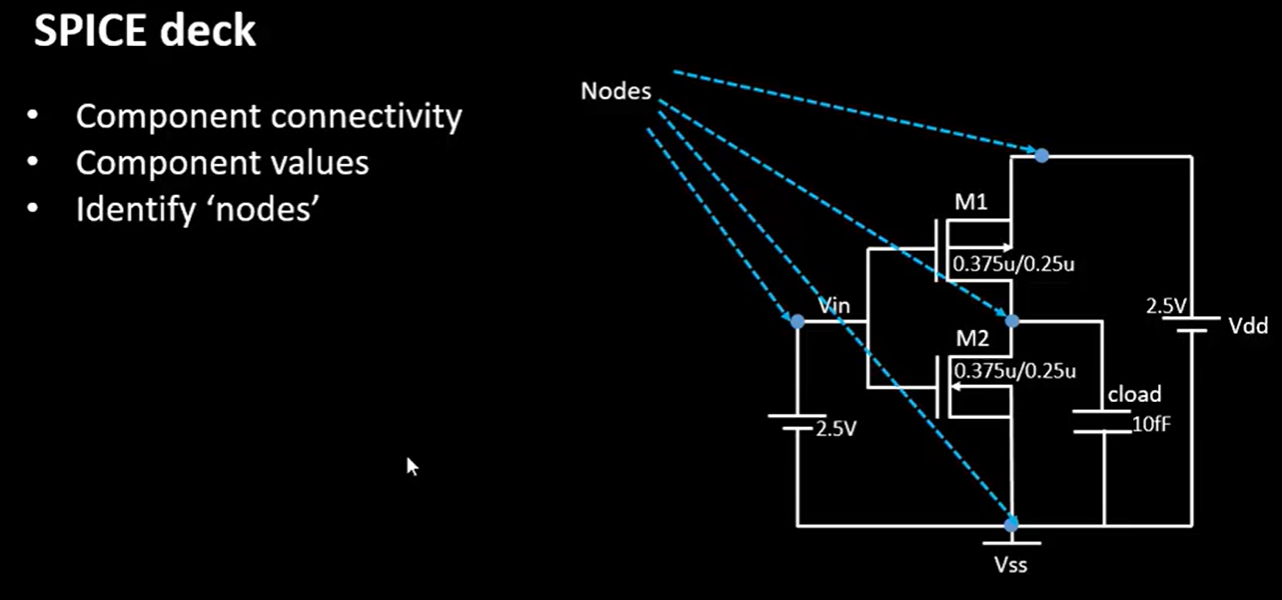 SPICE deck
• Component connectivity
• Component values
• Identify ‘nodes’
Nodes
M1
0.375u/0.25u
Vin
2.5V
Vdd
M2
0.375u/0.25u
cload
10fF
2.5V
Vss